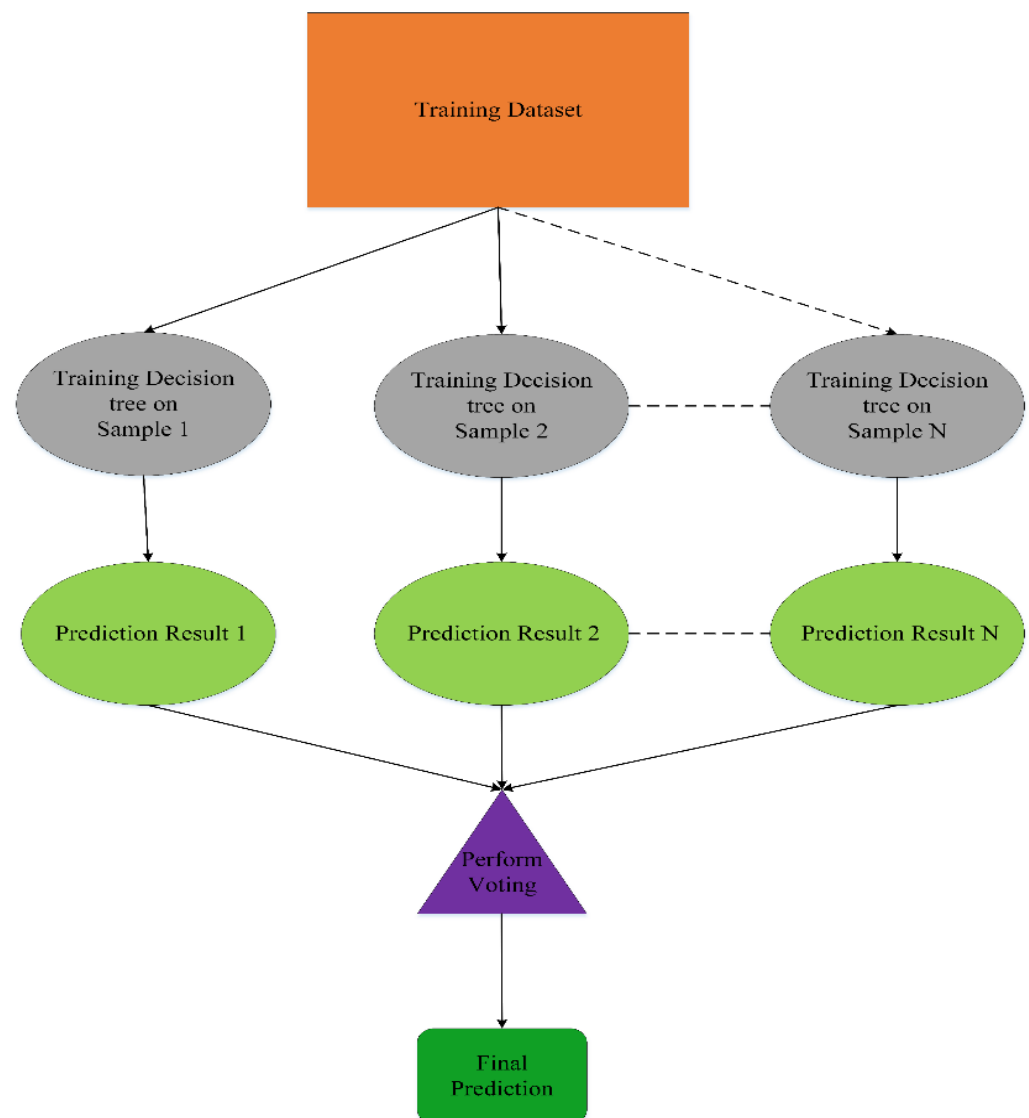 Training Dataset
Training Decision
tree on
Sample 1
Training Decision
tree on
Sample 2
Training Decision
tree on
Sample N
Prediction Result 1
Prediction Result 2
Prediction Result N
Perform
Voting
Final
Prediction